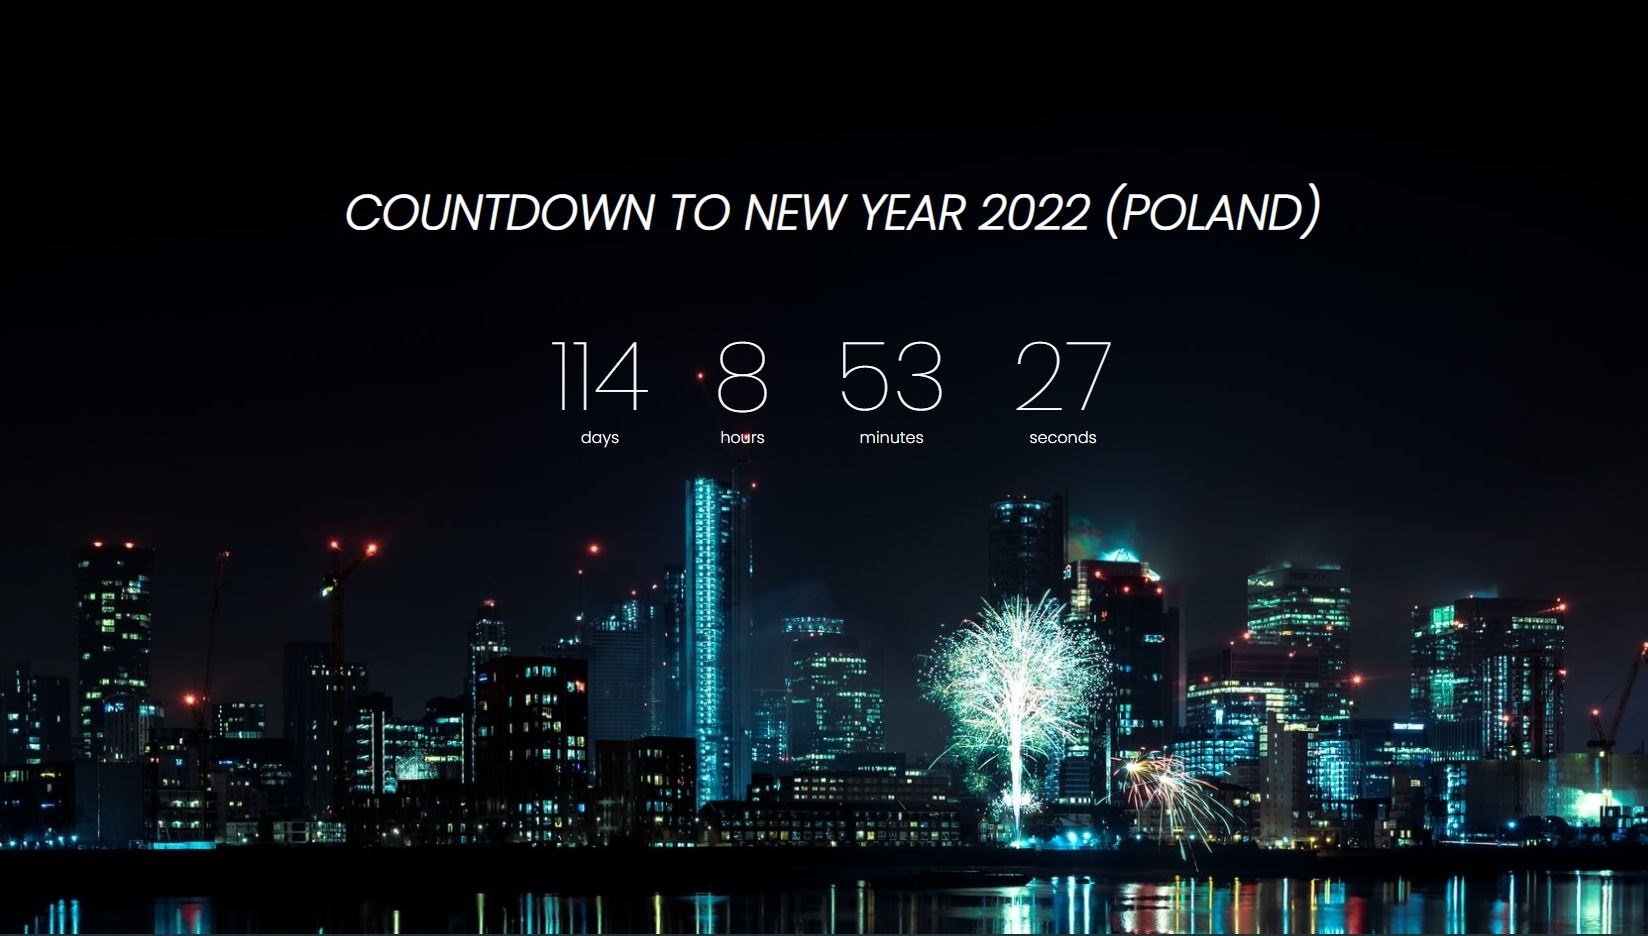 COUNTDOWN TO NEW YEAR 2022 (POLAND)
114 8 53 27
days hours minutes seconds